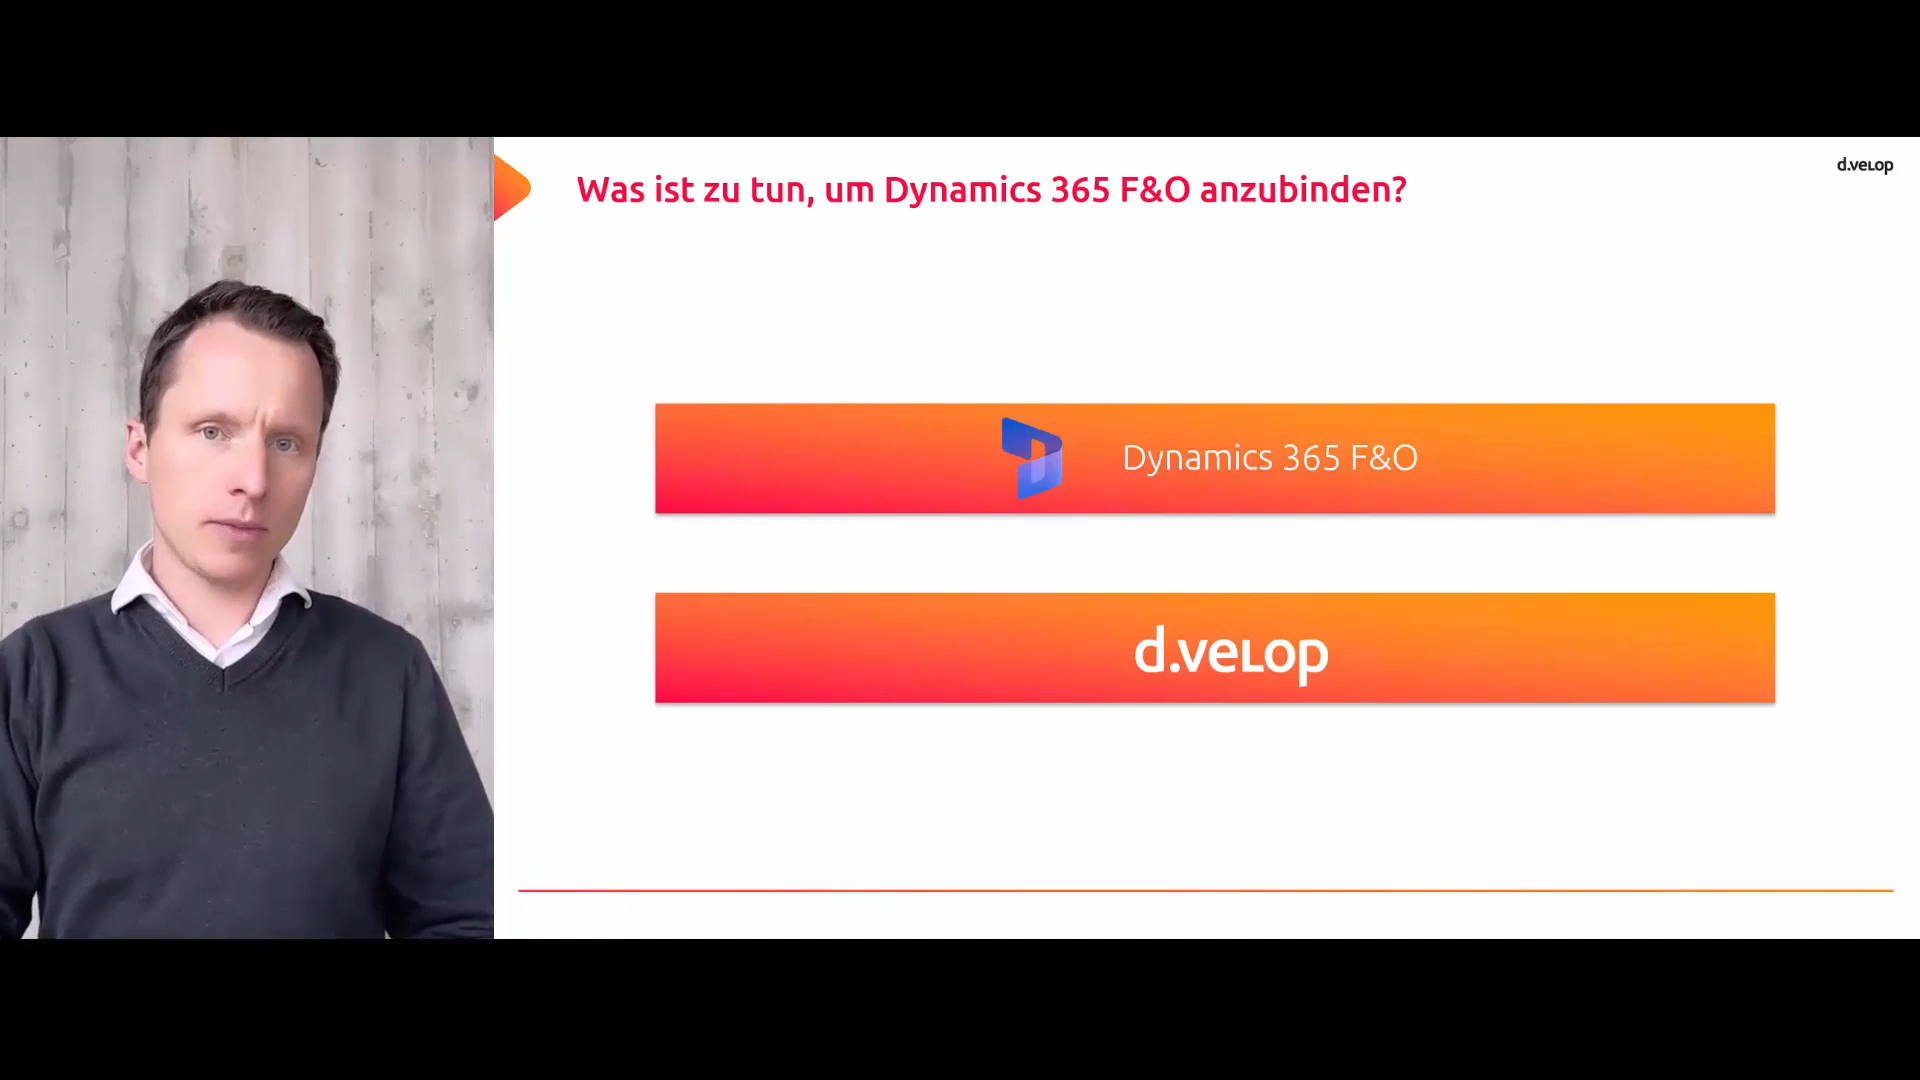 Was ist zu tun, um Dynamics 365 F&O anzubinden?
d.velop
Dynamics 365 F&O
d.velop